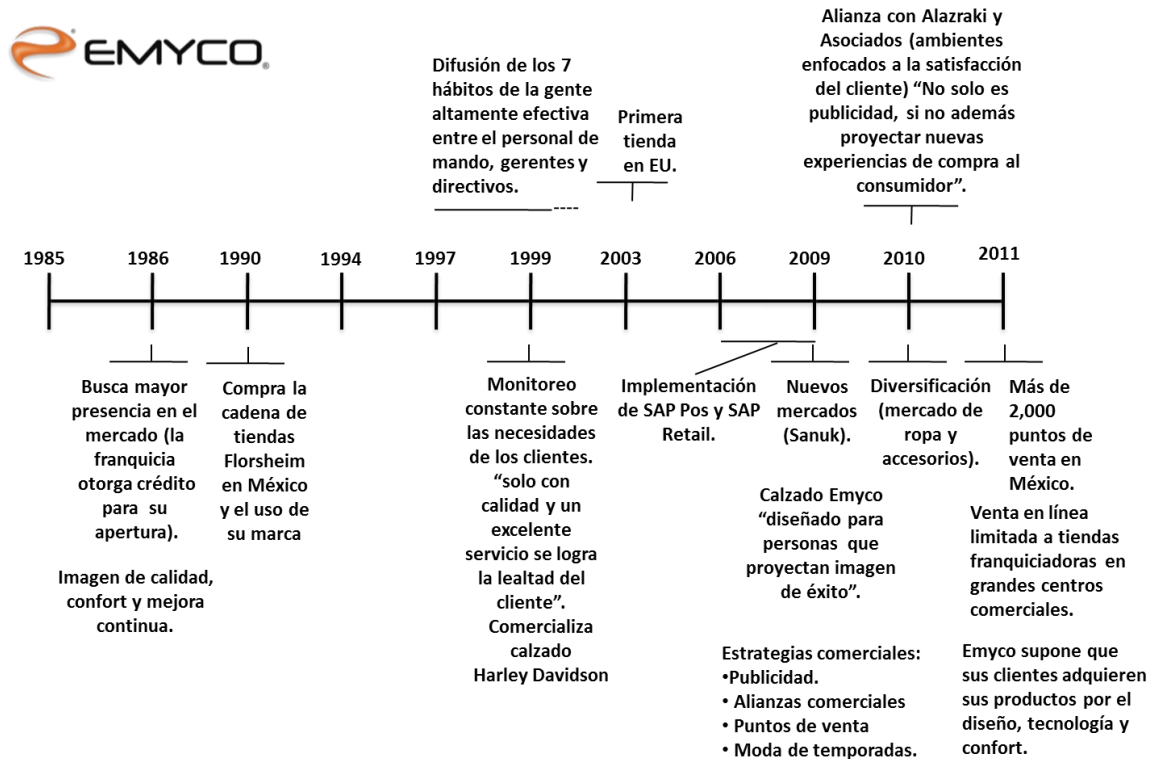 EMYCO®
Difusión de los 7
hábitos de la gente
altamente efectiva
entre el personal de
mando, gerentes y
directivos.
Primera
tienda
en EU.
Alianza con Alazraki y
Asociados (ambientes
enfocados a la satisfacción
del cliente) “No solo es
publicidad, si no además
proyectar nuevas
experiencias de compra al
consumidor”.
1985 1986 1990 1994 1997 1999 2003 2006 2009 2010 2011
Busca mayor
presencia en el
mercado (la
franquicia
otorga crédito
para su
apertura).
Imagen de calidad,
confort y mejora
continua.
Compra la
cadena de
tiendas
Florsheim
en México
y el uso de
su marca
Monitoreo
constante sobre
las necesidades
de los clientes.
“solo con
calidad y un
excelente
servicio se logra
la lealtad del
cliente”.
Comercializa
calzado
Harley Davidson
Implementación
de SAP Pos y SAP
Retail.
Nuevos
mercados
(Sanuk).
Calzado Emyco
“diseñado para
personas que
proyectan imagen
de éxito”.
Diversificación
(mercado de
ropa y
accesorios).
Más de
2,000
puntos de
venta en
México.
Venta en línea
limitada a tiendas
franquiciadoras en
grandes centros
comerciales.
Estrategias comerciales:
•Publicidad.
• Alianzas comerciales
• Puntos de venta
• Moda de temporadas.
Emyco supone que
sus clientes adquieren
sus productos por el
diseño, tecnología y
confort.